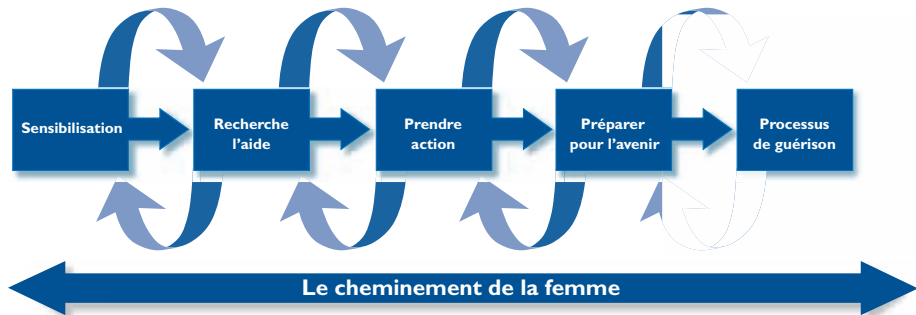 Sensibilisation
Recherche
l’aide
Prendre
action
Préparer
pour l’avenir
Processus
de guérison
Le cheminement de la femme